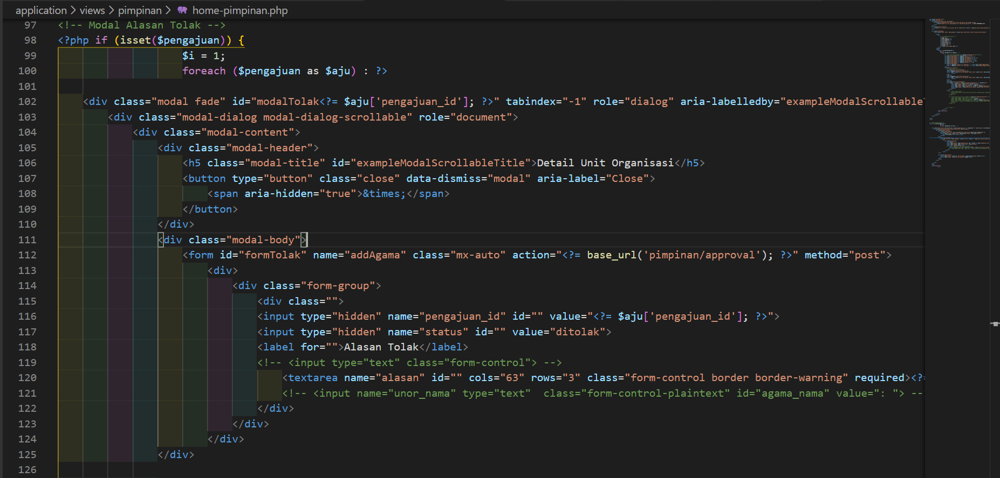 application > views > pimpinan > home-pimpinan.php
97 <!-- Modal Alasan Tolak -->
98 <?php if (isset($pengajuan)) {
99 $i = 1;
100 foreach ($pengajuan as $aju) : ?>
101
102 <div class="modal fade" id="modalTolak<?= $aju['pengajuan_id']; ?>" tabindex="-1" role="dialog" aria-labelledby="exampleModalScrollable
103 <div class="modal-dialog modal-dialog-scrollable" role="document">
104 <div class="modal-content">
105 <div class="modal-header">
106 <h5 class="modal-title" id="exampleModalScrollableTitle">Detail Unit Organisasi</h5>
107 <button type="button" class="close" data-dismiss="modal" aria-label="Close">
108 <span aria-hidden="true">&times;</span>
109 </button>
110 </div>
111 <div class="modal-body">
112 <form id="formTolak" name="addAgama" class="mx-auto" action="<?= base_url('pimpinan/approval'); ?>" method="post">
113 <div>
114 <div class="form-group">
115 <div class="">
116 <input type="hidden" name="pengajuan_id" id="" value="<?= $aju['pengajuan_id']; ?>">
117 <input type="hidden" name="status" id="" value="ditolak">
118 <label for="">Alasan Tolak</label>
119 <!-- <input type="text" class="form-control"> -->
120 <textarea name="alasan" id="" cols="63" rows="3" class="form-control border border-warning" required><?=
121 <!-- <input name="unor_nama" type="text"  class="form-control-plaintext" id="agama_nama" value=": "> --
122 </div>
123 </div>
124 </div>
125 </div>
126